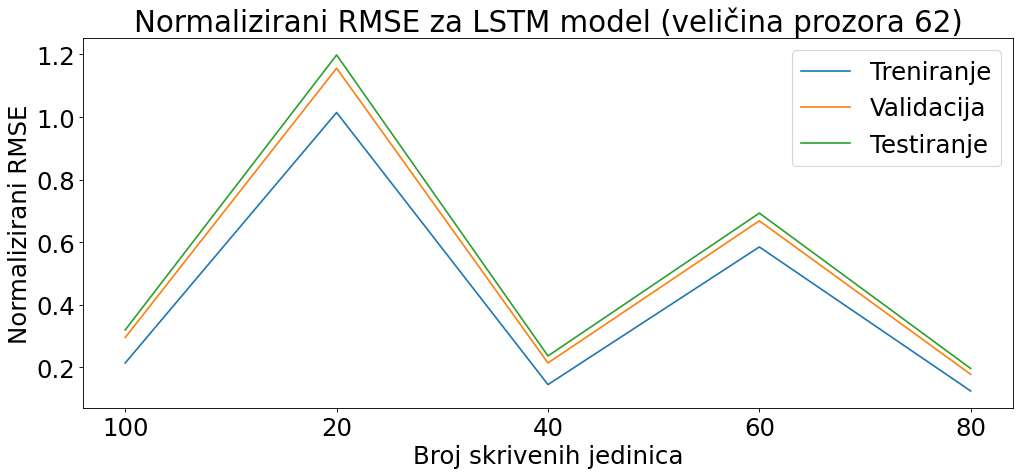 Normalizirani RMSE za LSTM model (veličina prozora 62)
Normalizirani RMSE
1.2
1.0
0.8
0.6
0.4
0.2
Treniranje
Validacija
Testiranje
100 20 40 60 80
Broj skrivenih jedinica